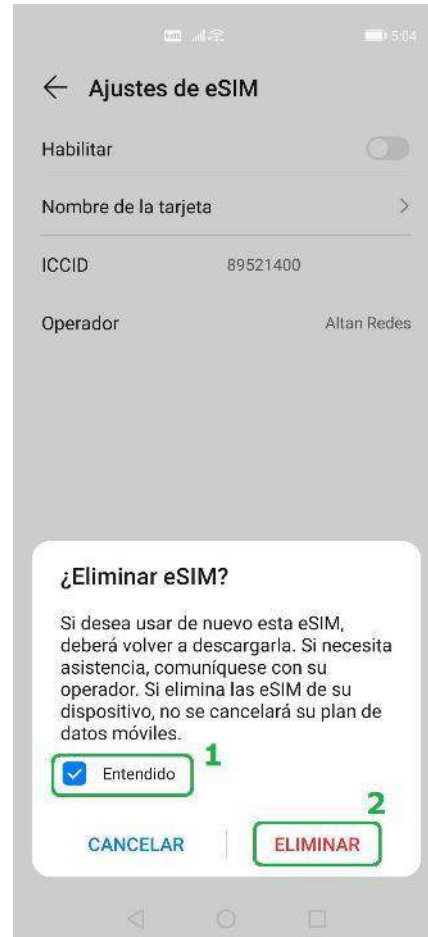 5:04
Ajustes de eSIM
Habilitar
Nombre de la tarjeta
ICCID 89521400
Operador Altan Redes
¿Eliminar eSIM?
Si desea usar de nuevo esta eSIM,
deberá volver a descargarla. Si necesita
asistencia, comuníquese con su
operador. Si elimina las eSIM de su
dispositivo, no se cancelará su plan de
datos móviles.
Entendido 1
2
CANCELAR ELIMINAR